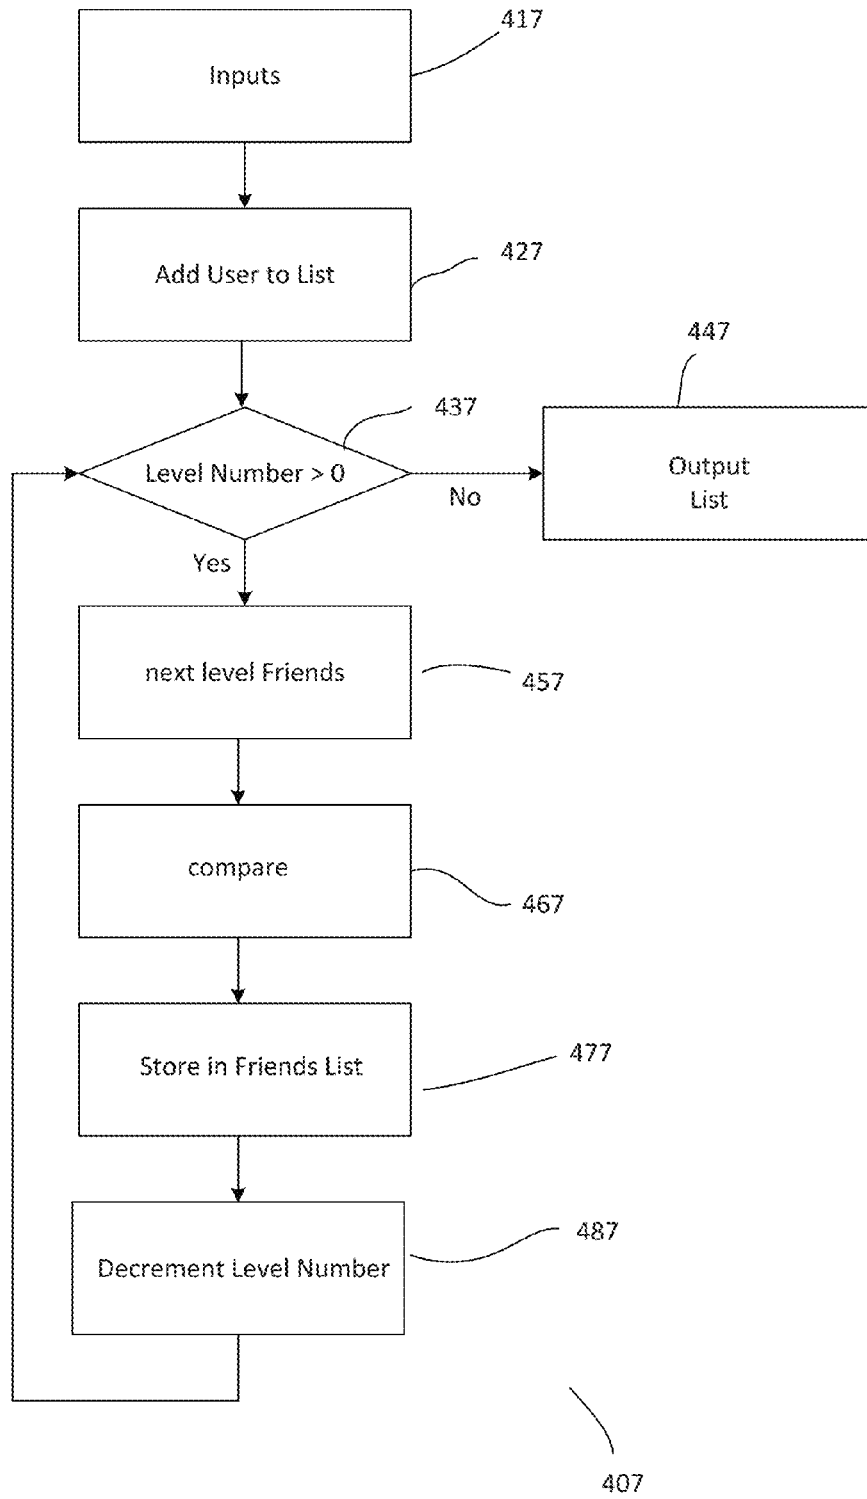 417
Inputs
427
Add User to List
447
437
Level Number > 0
Output
List
No
Yes
next level Friends
457
compare
467
477
Store in Friends List
487
Decrement Level Number
407